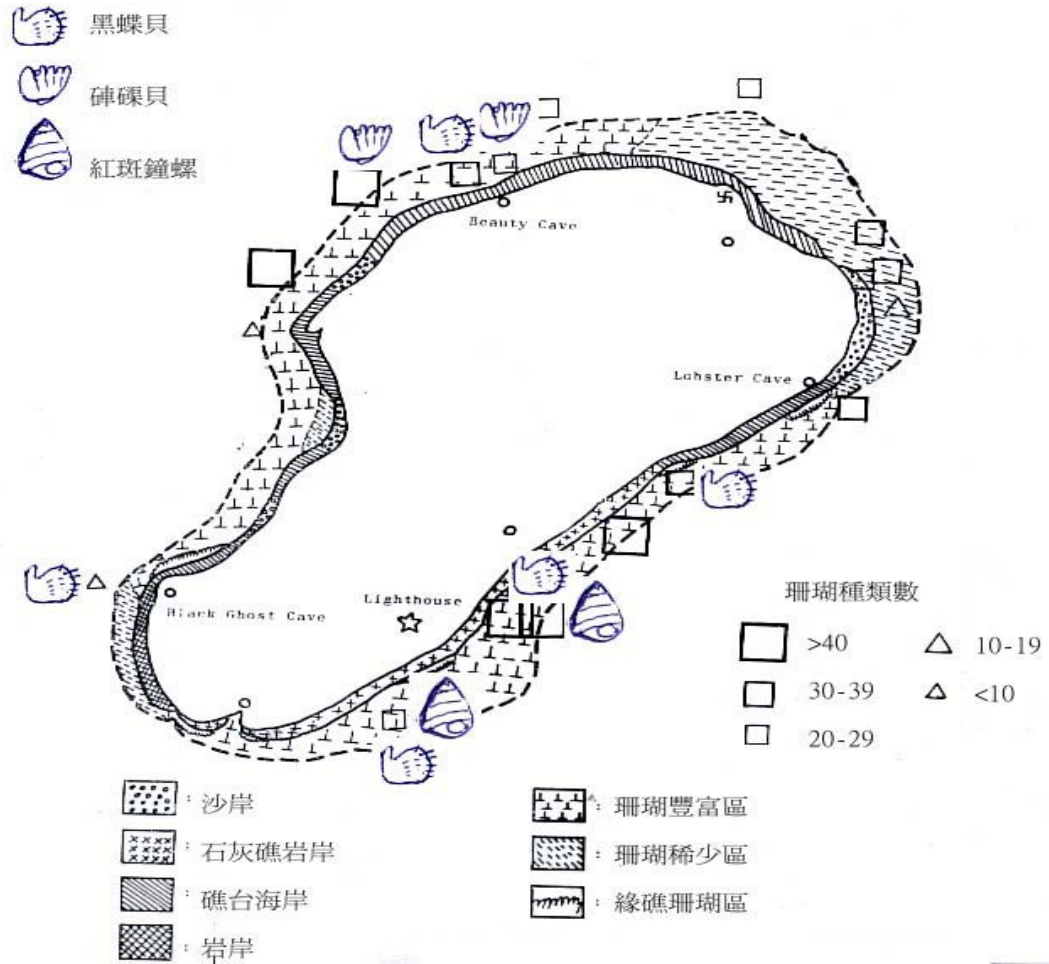 黑蝶貝
硨磲貝
紅斑鐘螺
Beauty Cave
卐
Lobster Cave
Black Ghost Cave
Lighthouse
珊瑚種類數
>40
10-19
30-39
<10
20-29
: 沙岸
: 石灰礁岩岸
: 礁台海岸
: 岩岸
: 珊瑚豐富區
: 珊瑚稀少區
: 緣礁珊瑚區